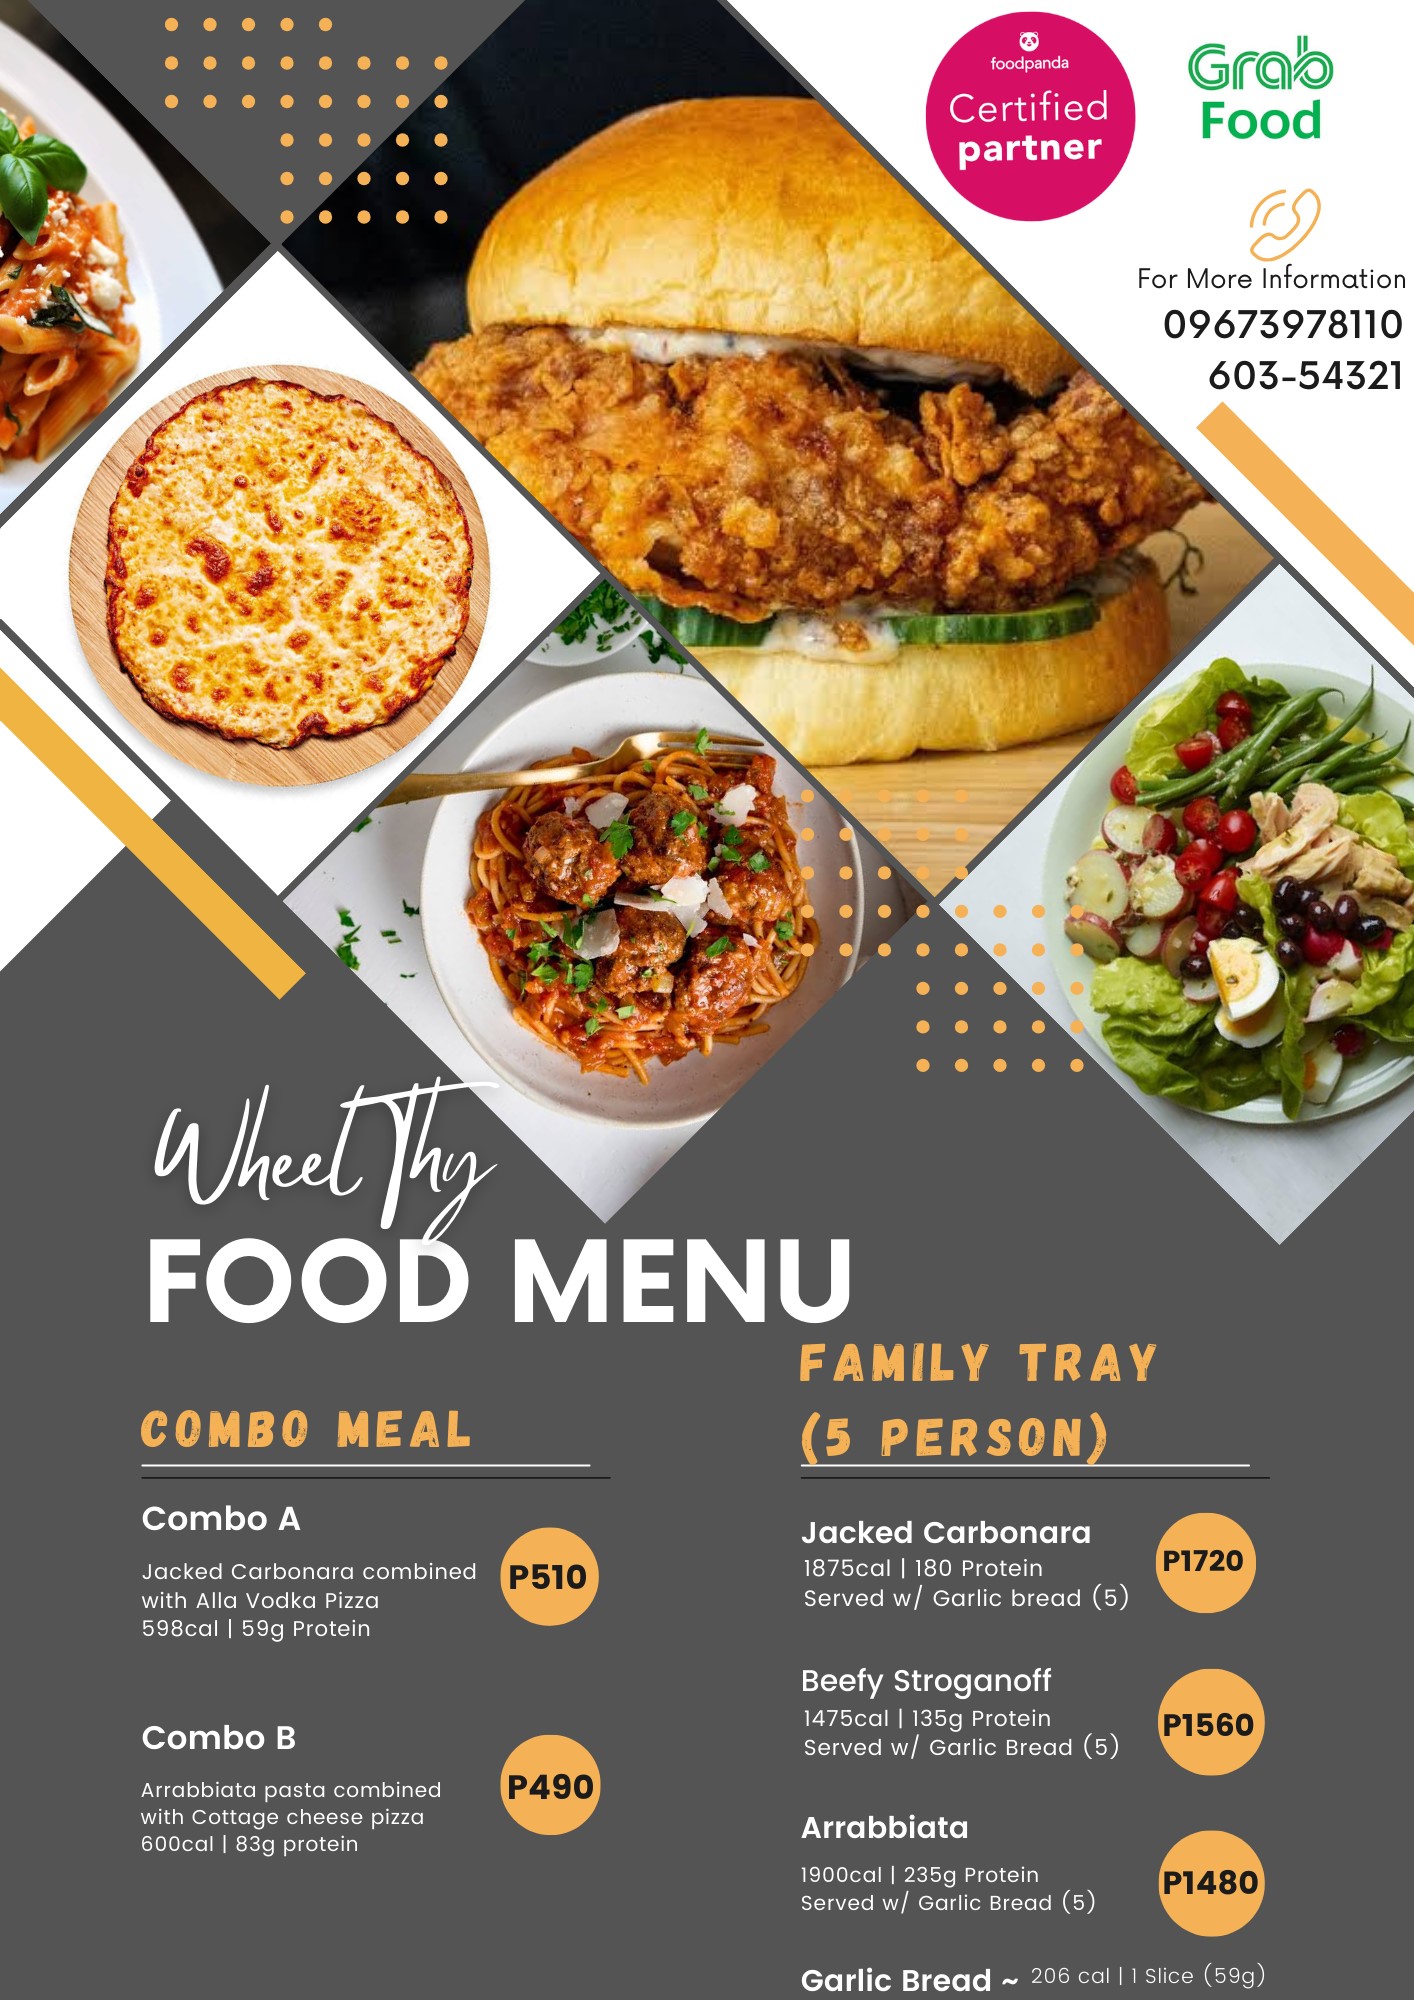 foodpanda
Certified
partner
Grab
Food
For More Information
09673978110
603-54321
Wheel Thy
FOOD MENU
COMBO MEAL
Combo A
Jacked Carbonara combined
with Alla Vodka Pizza
598cal | 59g Protein
P510
Combo B
Arrabbiata pasta combined
with Cottage cheese pizza
600cal | 83g protein
P490
FAMILY TRAY
(5 PERSON)
Jacked Carbonara
1875cal | 180 Protein
Served w/ Garlic bread (5)
P1720
Beefy Stroganoff
1475cal | 135g Protein
Served w/ Garlic Bread (5)
P1560
Arrabbiata
1900cal | 235g Protein
Served w/ Garlic Bread (5)
P1480
Garlic Bread ~ 206 cal | 1 Slice (59g)